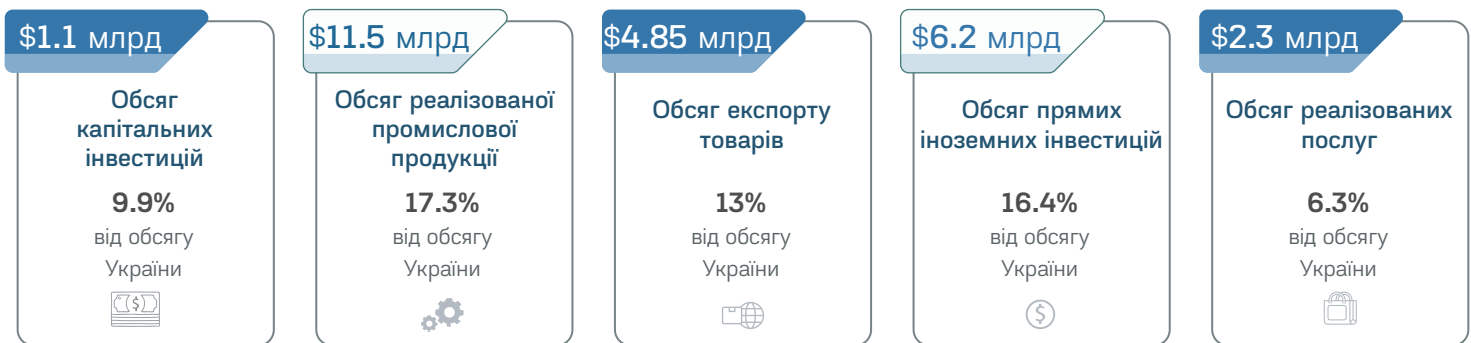 $1.1 млрд
Обсяг
капітальних
інвестицій
9.9%
від обсягу
України
$11.5 млрд
Обсяг реалізованої
промислової
продукції
17.3%
від обсягу
України
$4.85 млрд
Обсяг експорту
товарів
13%
від обсягу
України
$6.2 млрд
Обсяг прямих
іноземних інвестицій
16.4%
від обсягу
України
$2.3 млрд
Обсяг реалізованих
послуг
6.3%
від обсягу
України